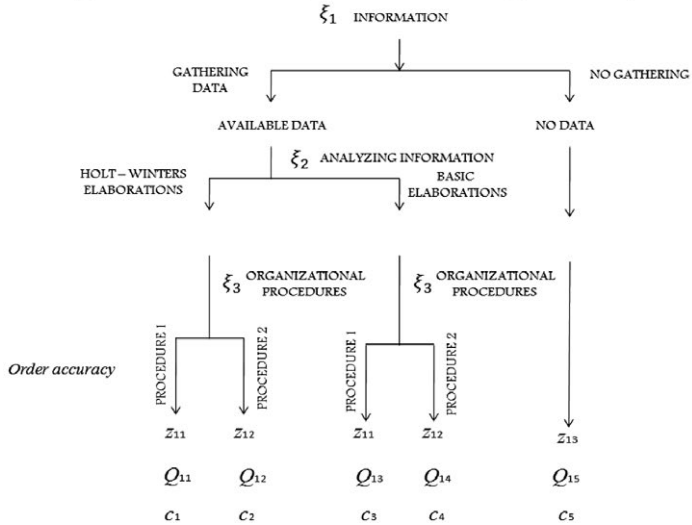 ξ1 INFORMATION
GATHERING
DATA
NO GATHERING
AVAILABLE DATA
NO DATA
ξ2 ANALYZING INFORMATION
HOLT – WINTERS
ELABORATIONS
BASIC
ELABORATIONS
ξ3 ORGANIZATIONAL
PROCEDURES
ξ3 ORGANIZATIONAL
PROCEDURES
Order accuracy
PROCEDURE 1
PROCEDURE 2
PROCEDURE 1
PROCEDURE 2
z11 z12 z11 z12 z13
Q11 Q12 Q13 Q14 Q15
c1 c2 c3 c4 c5